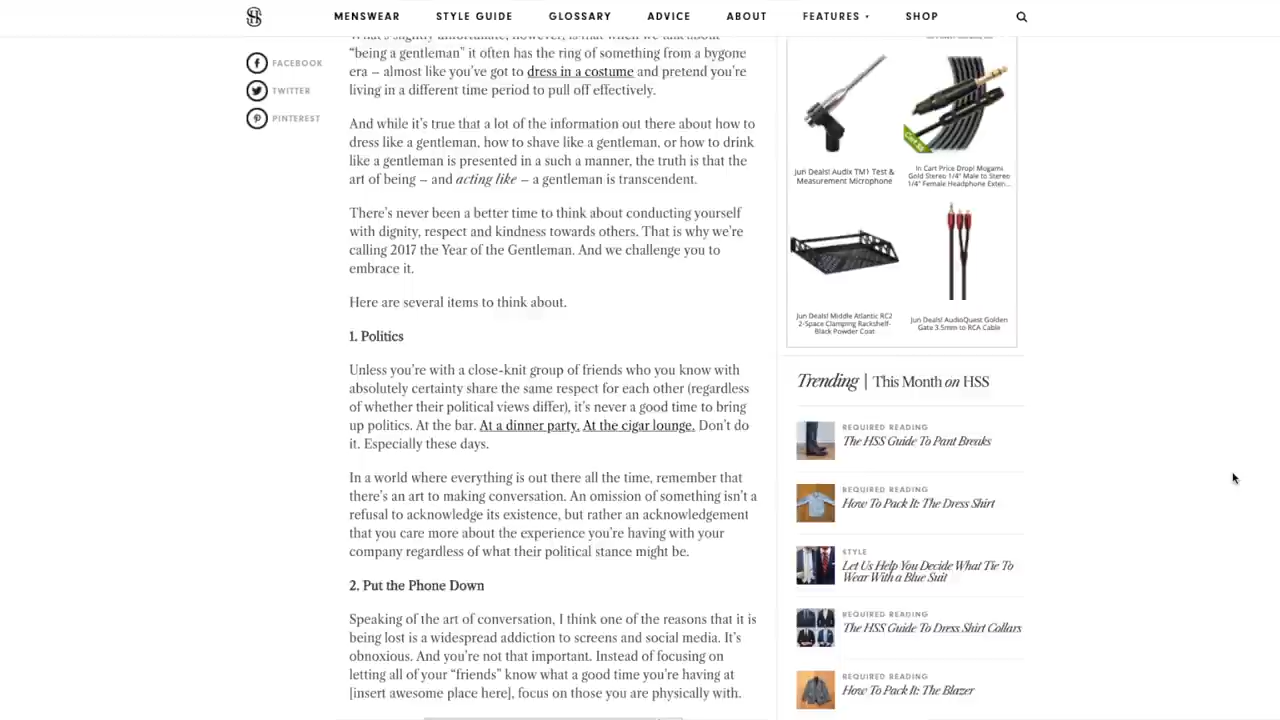 MENSWEAR STYLE GUIDE GLOSSARY ADVICE ABOUT FEATURES SHOP
FACEBOOK
TWITTER
PINTEREST
"being a gentleman" it often has the ring of something from a bygone
era – almost like you've got to dress in a costume and pretend you're
living in a different time period to pull off effectively.
And while it's true that a lot of the information out there about how to
dress like a gentleman, how to shave like a gentleman, or how to drink
like a gentleman is presented in a such a manner, the truth is that the
art of being – and acting like – a gentleman is transcendent.
There's never been a better time to think about conducting yourself
with dignity, respect and kindness towards others. That is why we're
calling 2017 the Year of the Gentleman. And we challenge you to
embrace it.
Here are several items to think about.
1. Politics
Unless you're with a close-knit group of friends who you know with
absolutely certainty share the same respect for each other (regardless
of whether their political views differ), it's never a good time to bring
up politics. At the bar. At a dinner party. At the cigar lounge. Don't do
it. Especially these days.
In a world where everything is out there all the time, remember that
there's an art to making conversation. An omission of something isn't a
refusal to acknowledge its existence, but rather an acknowledgement
that you care more about the experience you're having with your
company regardless of what their political stance might be.
2. Put the Phone Down
Speaking of the art of conversation, I think one of the reasons that it is
being lost is a widespread addiction to screens and social media. It's
obnoxious. And you're not that important. Instead of focusing on
letting all of your "friends" know what a good time you're having at
[insert awesome place here], focus on those you are physically with.
Jun Deals! Audix TM1 Test &
Measurement Microphone
In Cart Price Drop! Mogami
Gold Stereo 1/4" Male to Stereo
1/4" Female Headphone Exten...
Jun Deals! Middle Atlantic RC2
2-Space Clamping Rackshelf-
Black Powder Coat
Jun Deals! AudioQuest Golden
Gate 3.5mm to RCA Cable
Trending | This Month on HSS
REQUIRED READING
The HSS Guide To Pant Breaks
REQUIRED READING
How To Pack It: The Dress Shirt
STYLE
Let Us Help You Decide What Tie To
Wear With a Blue Suit
REQUIRED READING
The HSS Guide To Dress Shirt Collars
REQUIRED READING
How To Pack It: The Blazer